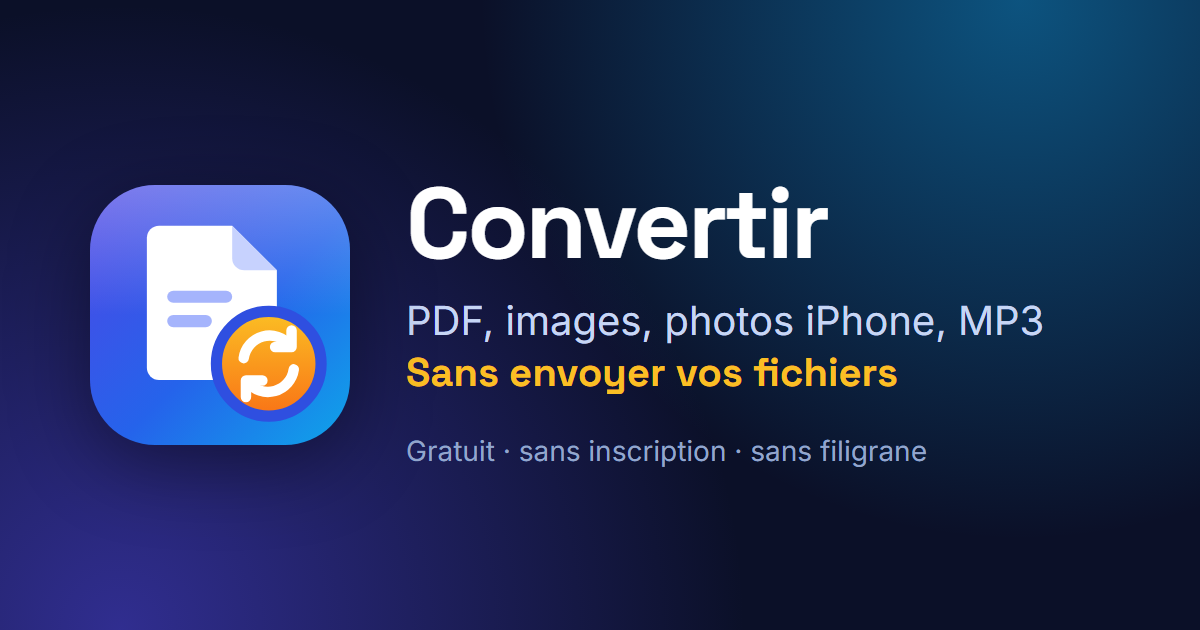 Convertir
PDF, images, photos iPhone, MP3
Sans envoyer vos fichiers
Gratuit · sans inscription · sans filigrane